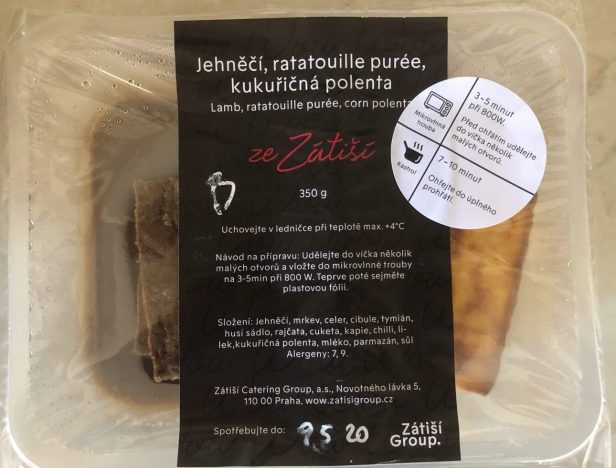 Jehněčí, ratatouille purée,
kukuřičná polenta
Lamb, ratatouille purée, corn polenta
ze Zátiší
350 g
Uchovejte v ledničce při teplotě max. +4°C
Návod na přípravu: Udělejte do víčka několik
malých otvorů a vložte do mikrovlnné trouby
na 3-5min při 800W. Teprve poté sejměte
plastovou fólii.
Složení: Jehněčí, mrkev, celer, cibule, tymián,
husí sádlo, rajčata, cuketa, kapie, chilli, li-
lek,kukuřičná polenta, mléko, parmazán, sůl
Alergeny: 7, 9.
Zátiší Catering Group, a.s., Novotného lávka 5,
110 00 Praha, www.zatisigroup.cz
Spotřebujte do: 9.5 20
Zátiší
Group.
Mikrovlnná
trouba
3-5 minut
při 800W.
Před ohřátím udělejte
do víčka několik
malých otvorů.
Kastrol
7-10 minut
Ohřejte do úplného
prohřátí.